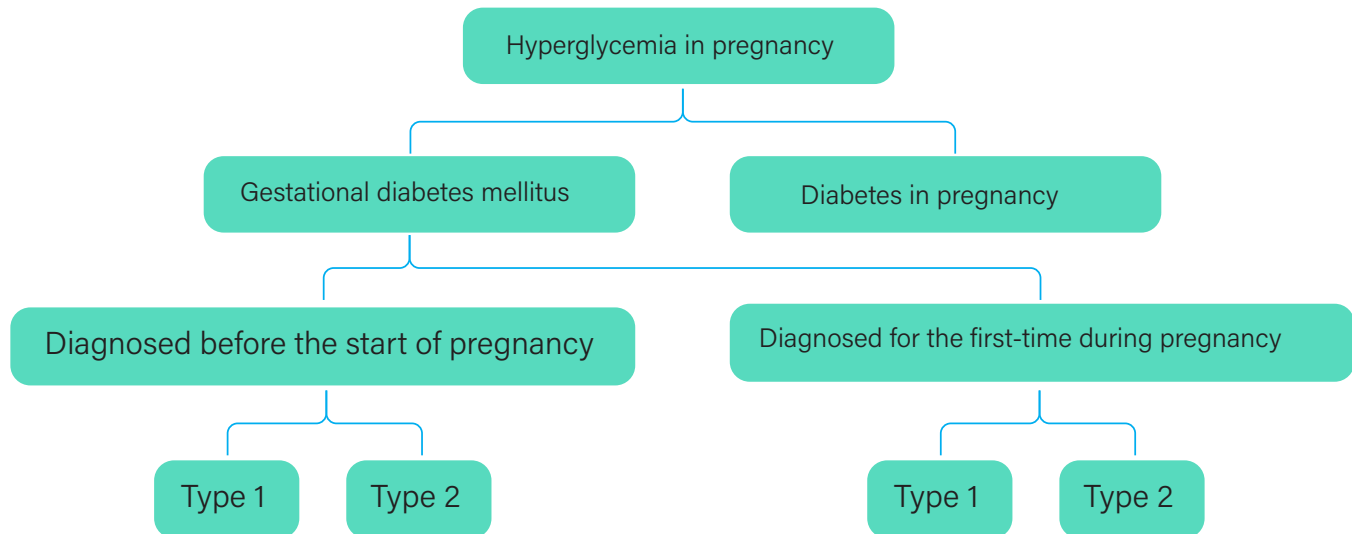 Hyperglycemia in pregnancy
Gestational diabetes mellitus
Diabetes in pregnancy
Diagnosed before the start of pregnancy
Diagnosed for the first-time during pregnancy
Type 1
Type 2
Type 1
Type 2